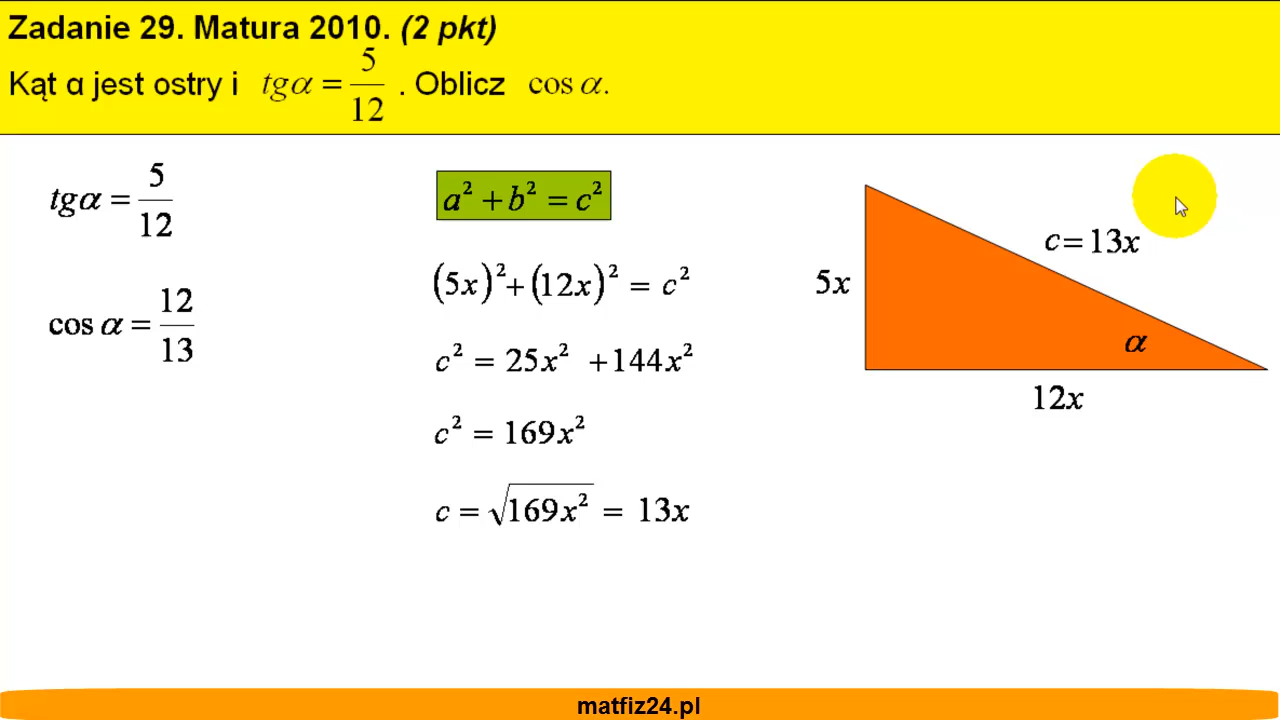 Zadanie 29. Matura 2010. (2 pkt)
Kąt α jest ostry i tgα = 5/12 . Oblicz cos α.
tgα = 5/12
cos α = 12/13
a² + b² = c²
(5x)² + (12x)² = c²
c² = 25x² + 144x²
c² = 169x²
c = √169x² = 13x
c = 13x
5x
α
12x
matfiz24.pl